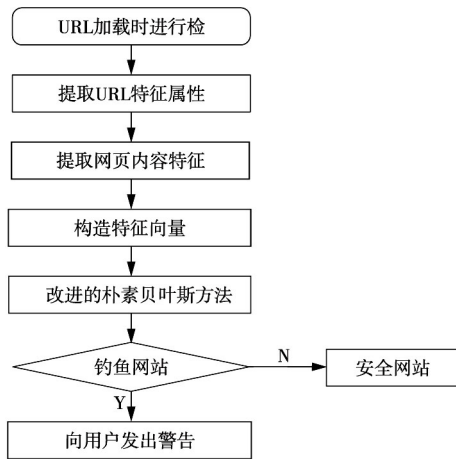 URL加载时进行检
提取URL特征属性
提取网页内容特征
构造特征向量
改进的朴素贝叶斯方法
钓鱼网站
N
安全网站
Y
向用户发出警告